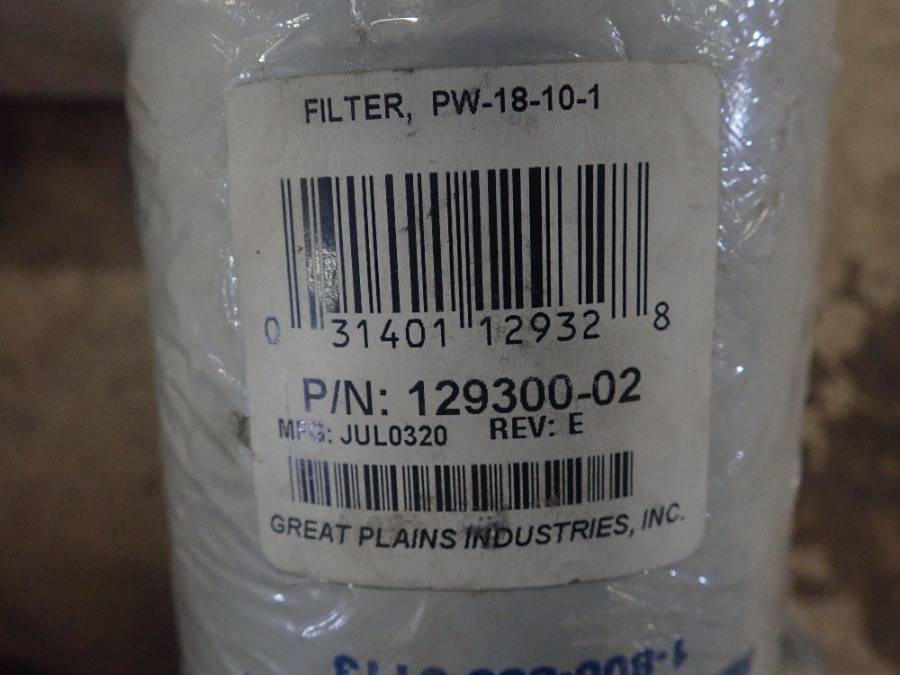 FILTER, PW-18-10-1
0 31401 12932 8
P/N: 129300-02
MFG: JUL0320 REV: E
GREAT PLAINS INDUSTRIES, INC.